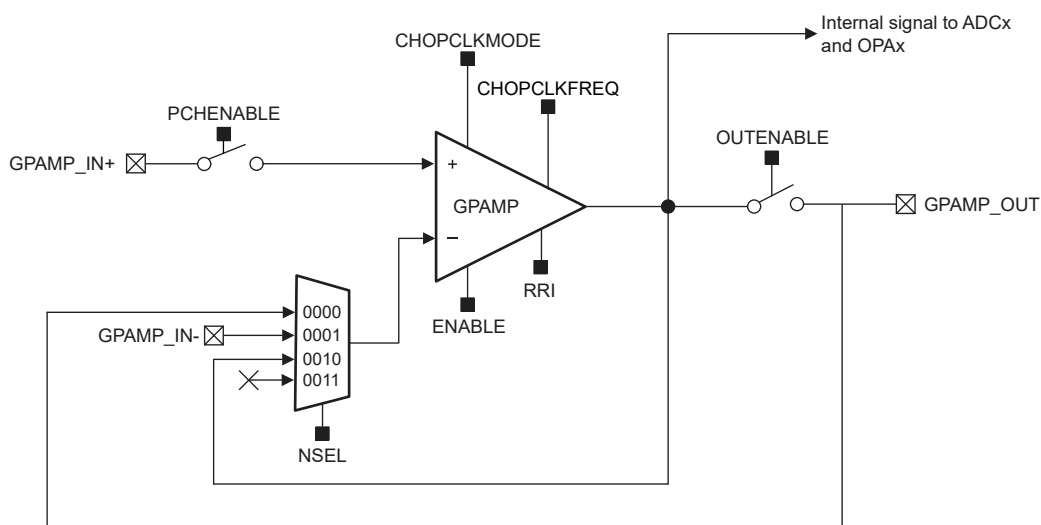 Internal signal to ADCx
and OPAx
CHOPCLKMODE
CHOPCLKFREQ
PCHENABLE
OUTENABLE
GPAMP_IN+
+
GPAMP
GPAMP_OUT
−
RRI
ENABLE
0000
GPAMP_IN-
0001
0010
0011
NSEL